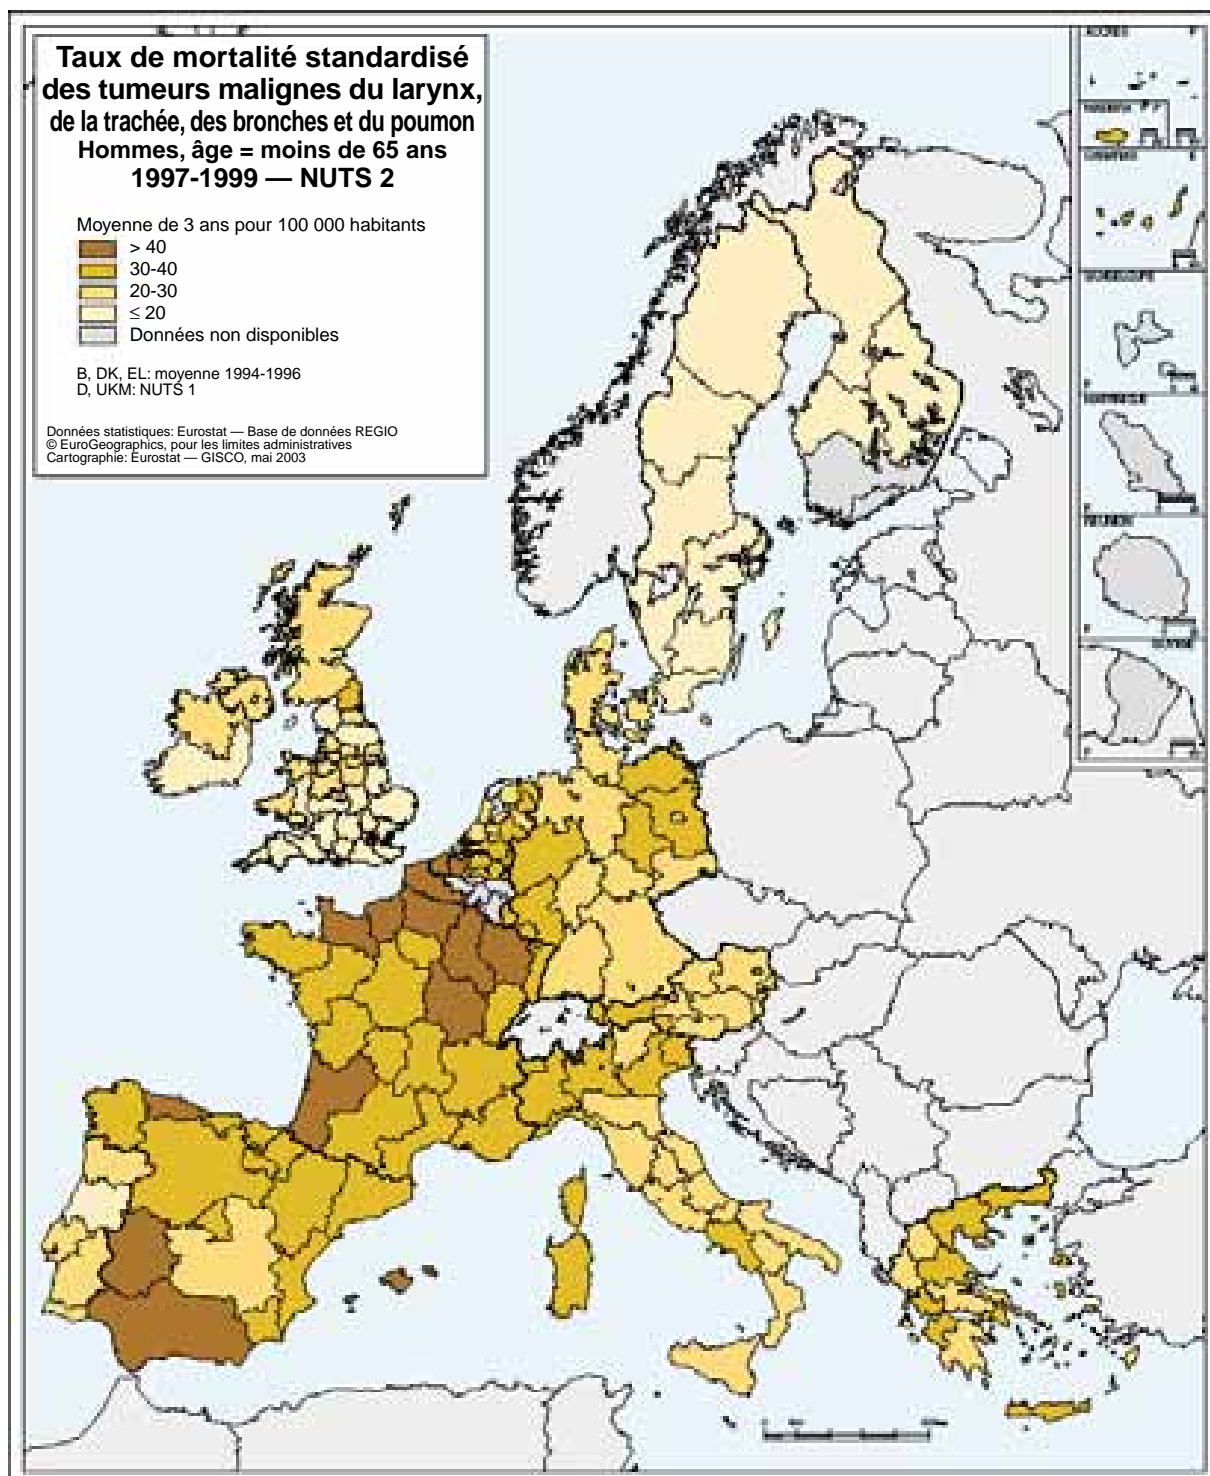 Taux de mortalité standardisé
des tumeurs malignes du larynx,
de la trachée, des bronches et du poumon
Hommes, âge = moins de 65 ans
1997-1999 — NUTS 2
Moyenne de 3 ans pour 100 000 habitants
> 40
30-40
20-30
≤ 20
Données non disponibles
B, DK, EL: moyenne 1994-1996
D, UKM: NUTS 1
Données statistiques: Eurostat — Base de données REGIO
© EuroGeographics, pour les limites administratives
Cartographie: Eurostat — GISCO, mai 2003